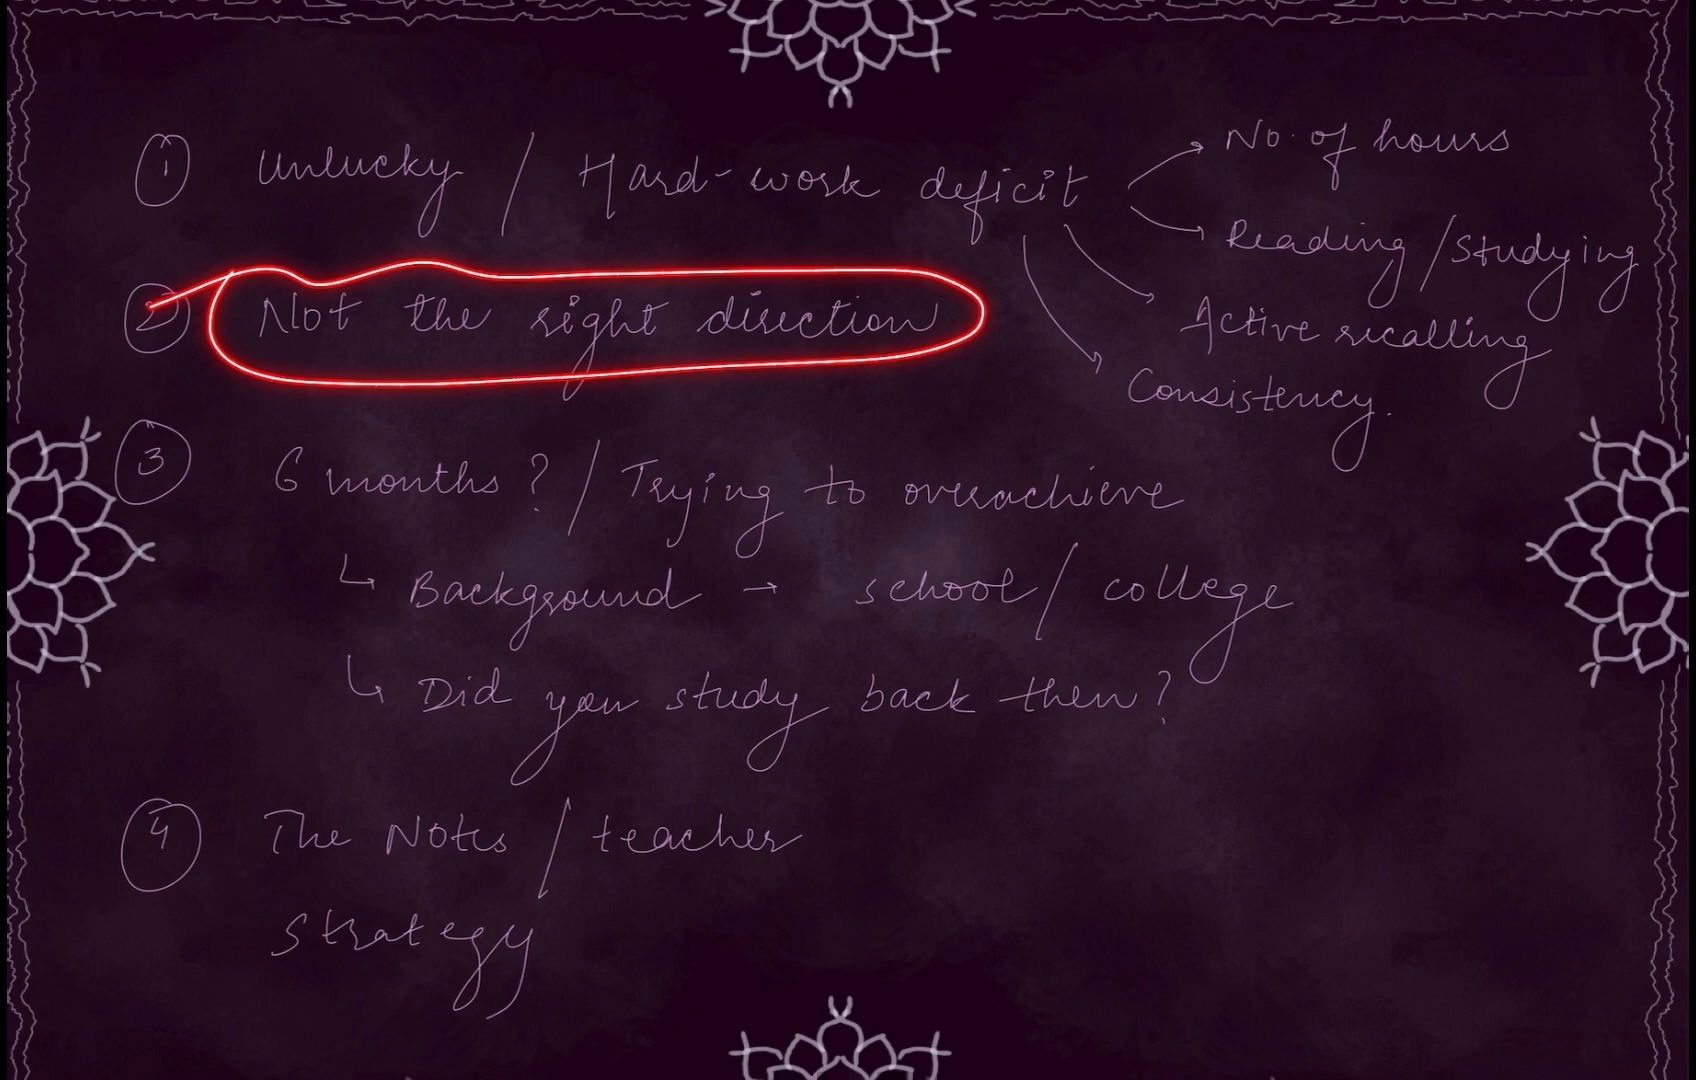 1 Unlucky / Hard-work deficit
No. of hours
Reading / Studying
Active recalling
Consistency.
2 Not the right direction
3 6 months ? / Trying to overachieve
↳ Background → school / college
↳ Did you study back then ?
4 The Notes / teacher
Strategy